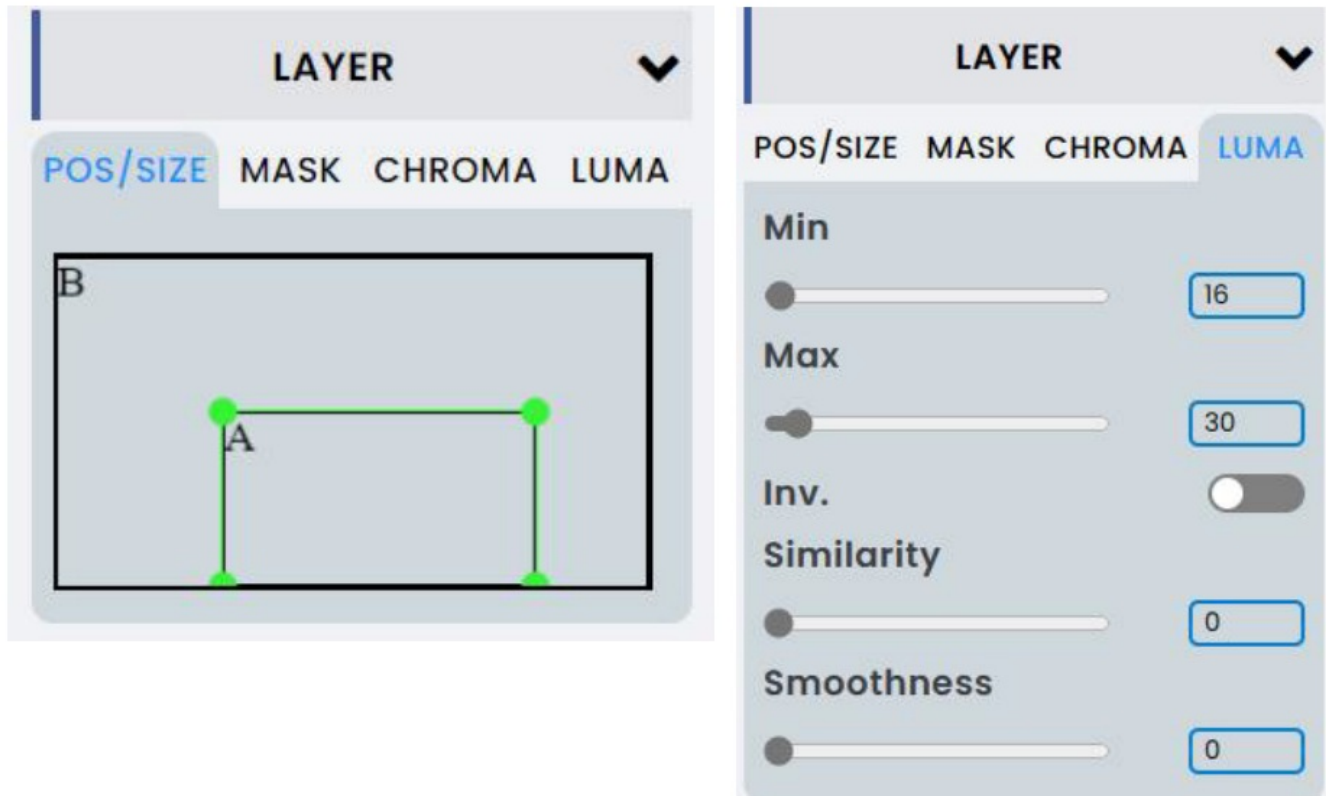 LAYER
POS/SIZE MASK CHROMA LUMA
B
A
LAYER
POS/SIZE MASK CHROMA LUMA
Min
16
Max
30
Inv.
Similarity
0
Smoothness
0